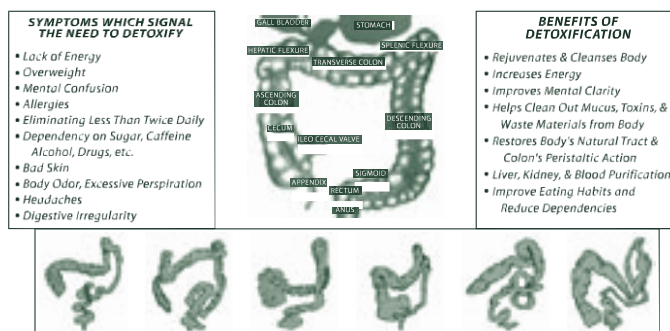 SYMPTOMS WHICH SIGNAL
THE NEED TO DETOXIFY
• Lack of Energy
• Overweight
• Mental Confusion
• Allergies
• Eliminating Less Than Twice Daily
• Dependency on Sugar, Caffeine
Alcohol, Drugs, etc.
• Bad Skin
• Body Odor, Excessive Perspiration
• Headaches
• Digestive Irregularity
GALL BLADDER
STOMACH
HEPATIC FLEXURE
SPLENIC FLEXURE
TRANSVERSE COLON
ASCENDING
COLON
DESCENDING
COLON
CECUM
ILEO CECAL VALVE
SIGMOID
APPENDIX
RECTUM
ANUS
BENEFITS OF
DETOXIFICATION
• Rejuvenates & Cleanses Body
• Increases Energy
• Improves Mental Clarity
• Helps Clean Out Mucus, Toxins, &
Waste Materials from Body
• Restores Body's Natural Tract &
Colon's Peristaltic Action
• Liver, Kidney, & Blood Purification
• Improve Eating Habits and
Reduce Dependencies